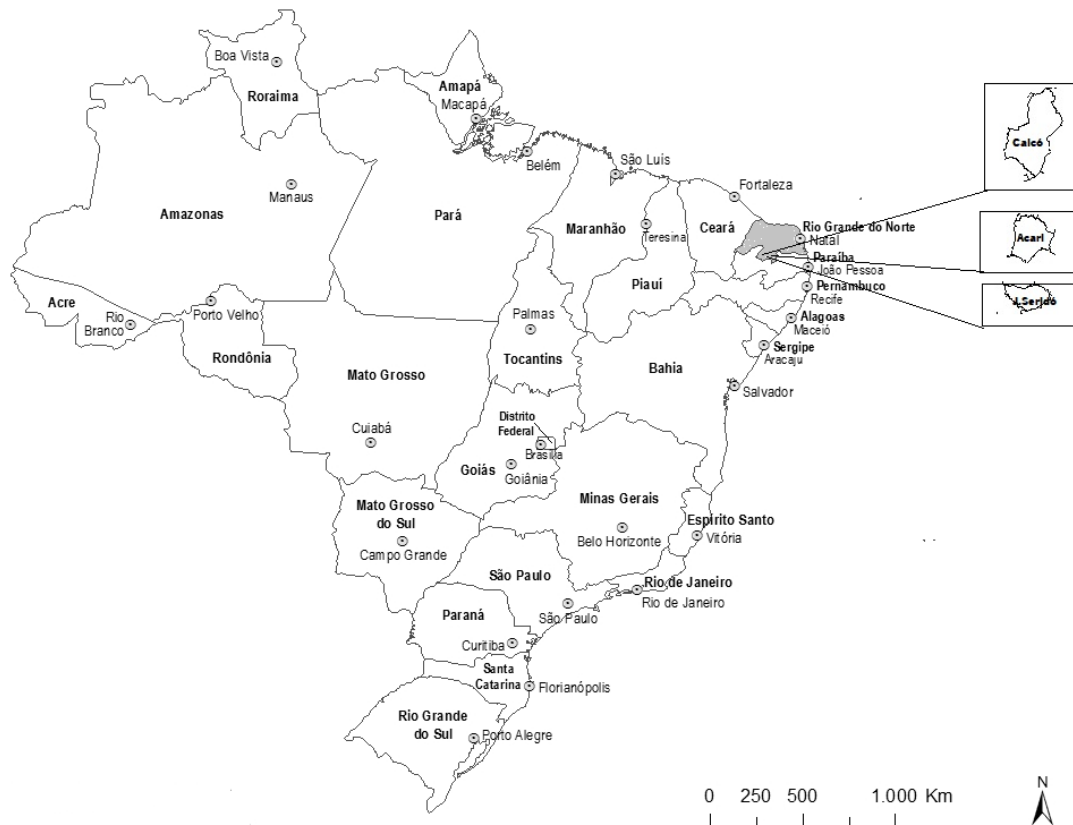 Boa Vista
Roraima
Amapá
Macapá
Belém
São Luís
Fortaleza
Manaus
Amazonas
Pará
Maranhão
Teresina
Ceará
Rio Grande do Norte
Natal
Paraíba
João Pessoa
Pernambuco
Recife
Piauí
Alagoas
Maceió
Sergipe
Aracaju
Caicó
Acari
J.Seridó
Acre
Rio
Branco
Porto Velho
Rondônia
Palmas
Tocantins
Mato Grosso
Bahia
Salvador
Cuiabá
Distrito
Federal
Brasília
Goiás
Goiânia
Minas Gerais
Belo Horizonte
Mato Grosso
do Sul
Campo Grande
Espírito Santo
Vitória
São Paulo
São Paulo
Rio de Janeiro
Rio de Janeiro
Paraná
Curitiba
Santa
Catarina
Florianópolis
Rio Grande
do Sul
Porto Alegre
0 250 500 1.000 Km
N